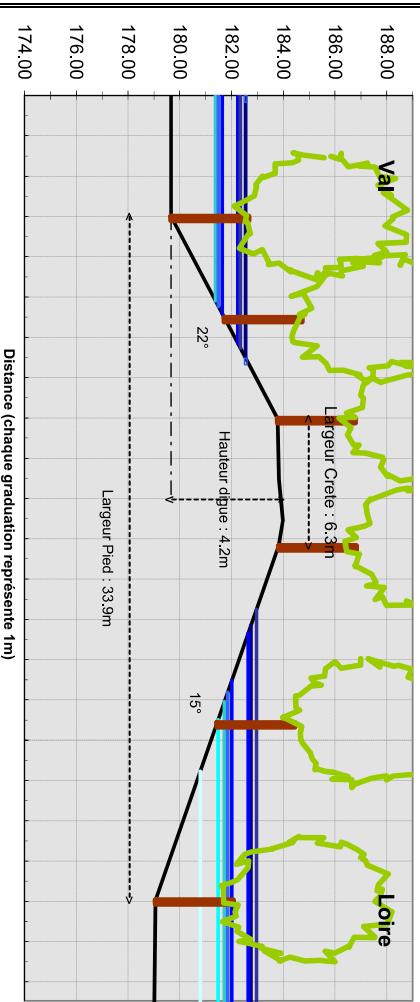 188.00
186.00
184.00
182.00
180.00
178.00
176.00
174.00
Val
Loire
Largeur Crete : 6.3m
Hauteur digue : 4.2m
22°
15°
Largeur Pied : 33.9m
Distance (chaque graduation représente 1m)